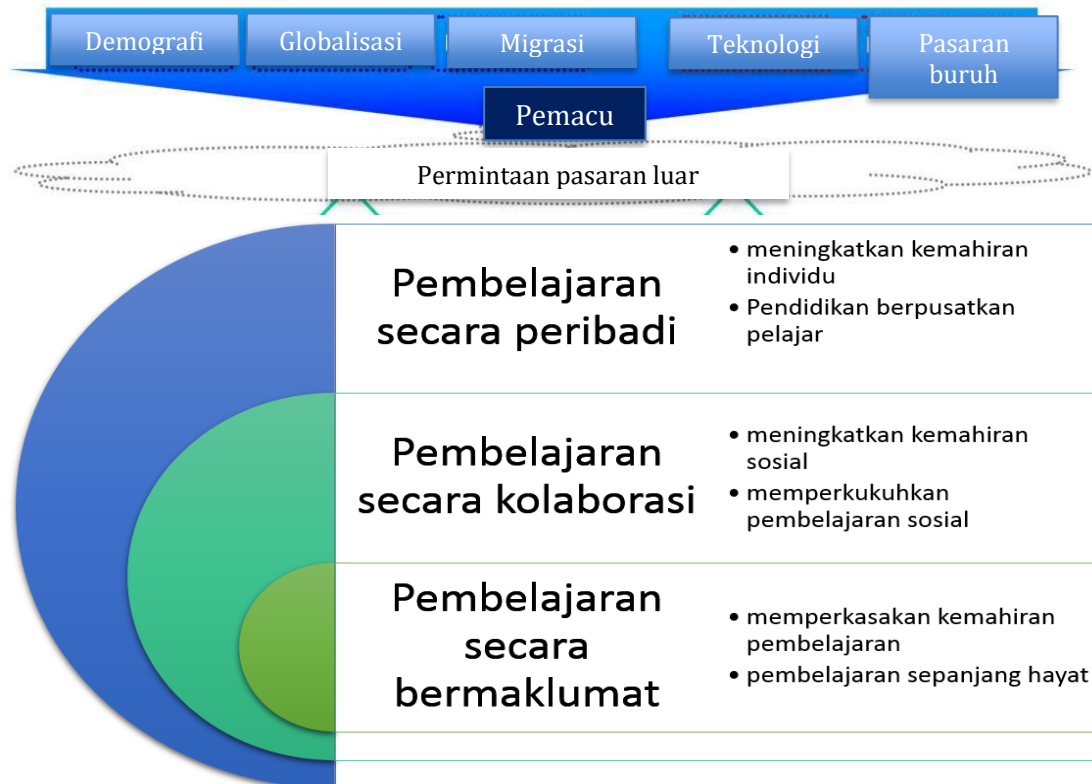 Demografi
Globalisasi
Migrasi
Teknologi
Pasaran
buruh
Pemacu
Permintaan pasaran luar
Pembelajaran
secara peribadi
• meningkatkan kemahiran
individu
• Pendidikan berpusatkan
pelajar
Pembelajaran
secara kolaborasi
• meningkatkan kemahiran
sosial
• memperkukuhkan
pembelajaran sosial
Pembelajaran
secara
bermaklumat
• memperkasakan kemahiran
pembelajaran
• pembelajaran sepanjang hayat